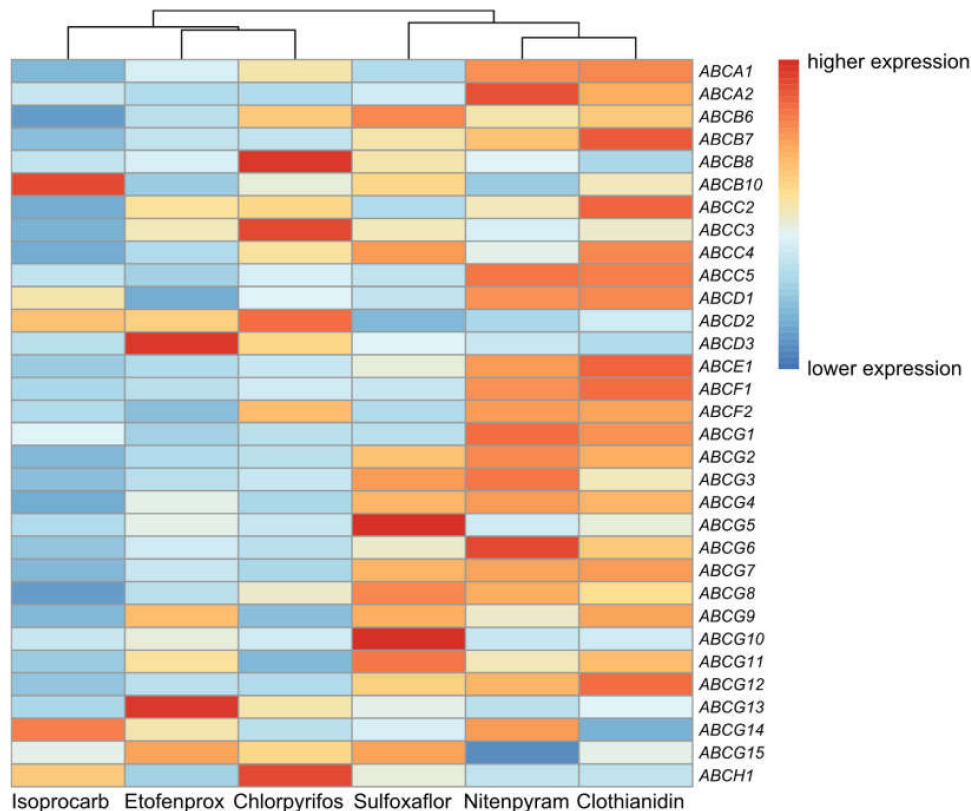 higher expression
lower expression
ABCA1
ABCA2
ABCB6
ABCB7
ABCB8
ABCB10
ABCC2
ABCC3
ABCC4
ABCC5
ABCD1
ABCD2
ABCD3
ABCE1
ABCF1
ABCF2
ABCG1
ABCG2
ABCG3
ABCG4
ABCG5
ABCG6
ABCG7
ABCG8
ABCG9
ABCG10
ABCG11
ABCG12
ABCG13
ABCG14
ABCG15
ABCH1
Isoprocarb Etofenprox Chlorpyrifos Sulfoxaflor Nitenpyram Clothianidin